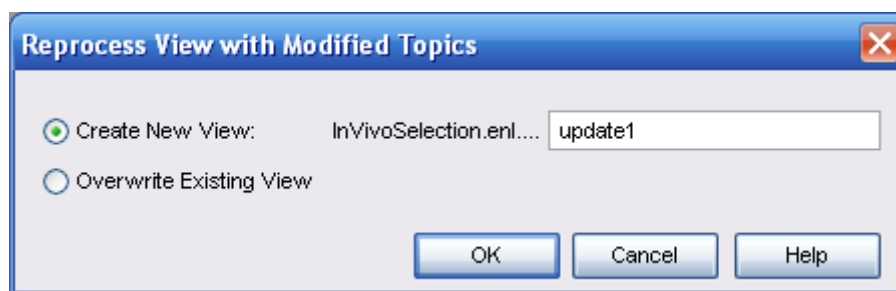 Reprocess View with Modified Topics
Create New View: InVivoSelection.enl.... update1
Overwrite Existing View
OK Cancel Help